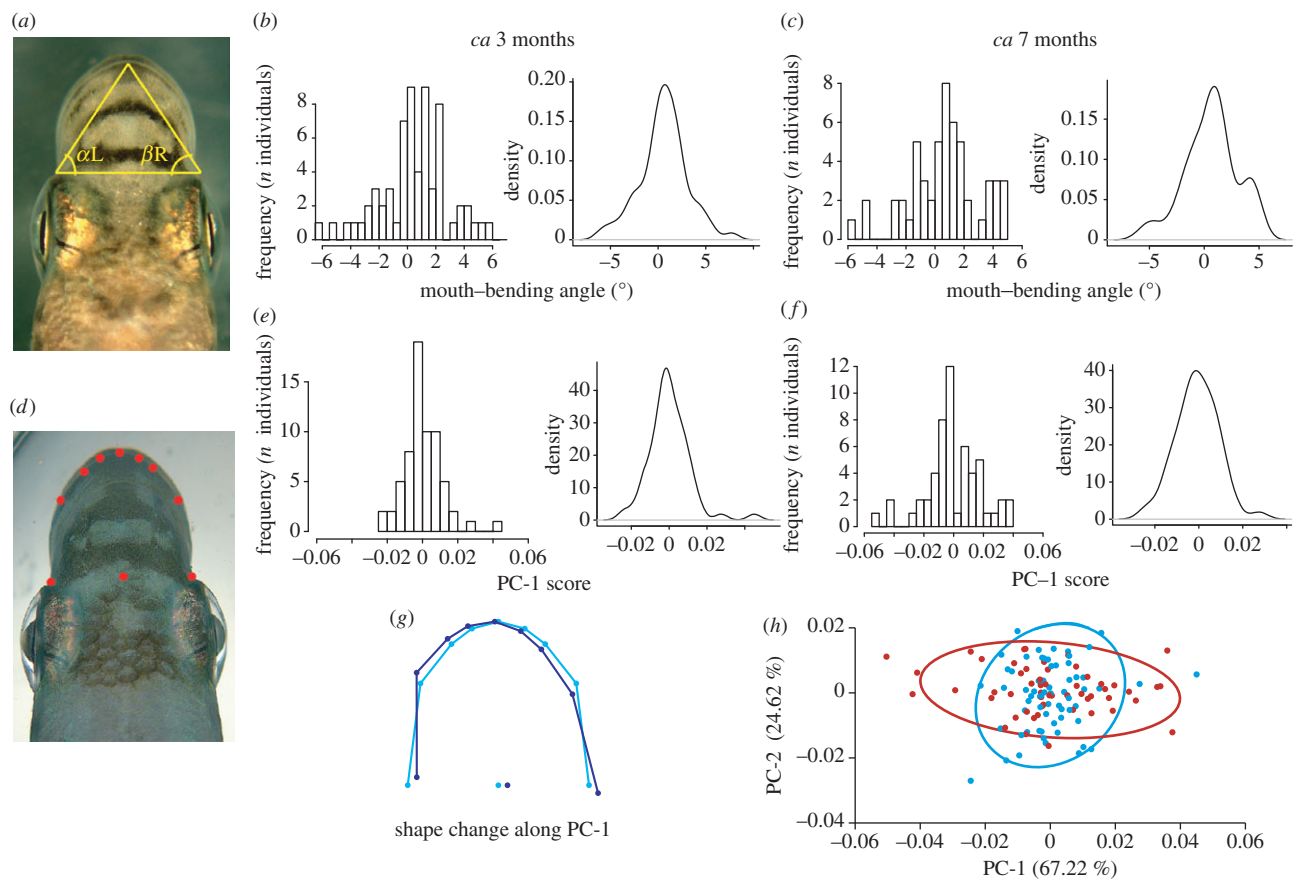 (a)
αL
βR
(b)
ca 3 months
frequency (n individuals)
8
6
4
2
0
–6 –4 –2 0 2 4 6
density
0.20
0.15
0.10
0.05
0
–5 0 5
mouth–bending angle (°)
(c)
ca 7 months
frequency (n individuals)
8
6
4
2
0
–6 –4 –2 0 2 4 6
density
0.15
0.10
0.05
0
–5 0 5
mouth–bending angle (°)
(d)
(e)
frequency (n individuals)
15
10
5
0
–0.06 –0.02 0 0.02 0.06
density
40
30
20
10
0
–0.02 0 0.02
PC-1 score
(f)
frequency (n individuals)
12
10
8
6
4
2
0
–0.06 –0.02 0 0.02 0.06
density
40
30
20
10
0
–0.02 0 0.02
PC–1 score
(g)
shape change along PC-1
(h)
PC-2 (24.62 %)
0.02
0
–0.02
–0.04
–0.06 –0.04 –0.02 0 0.02 0.04 0.06
PC-1 (67.22 %)